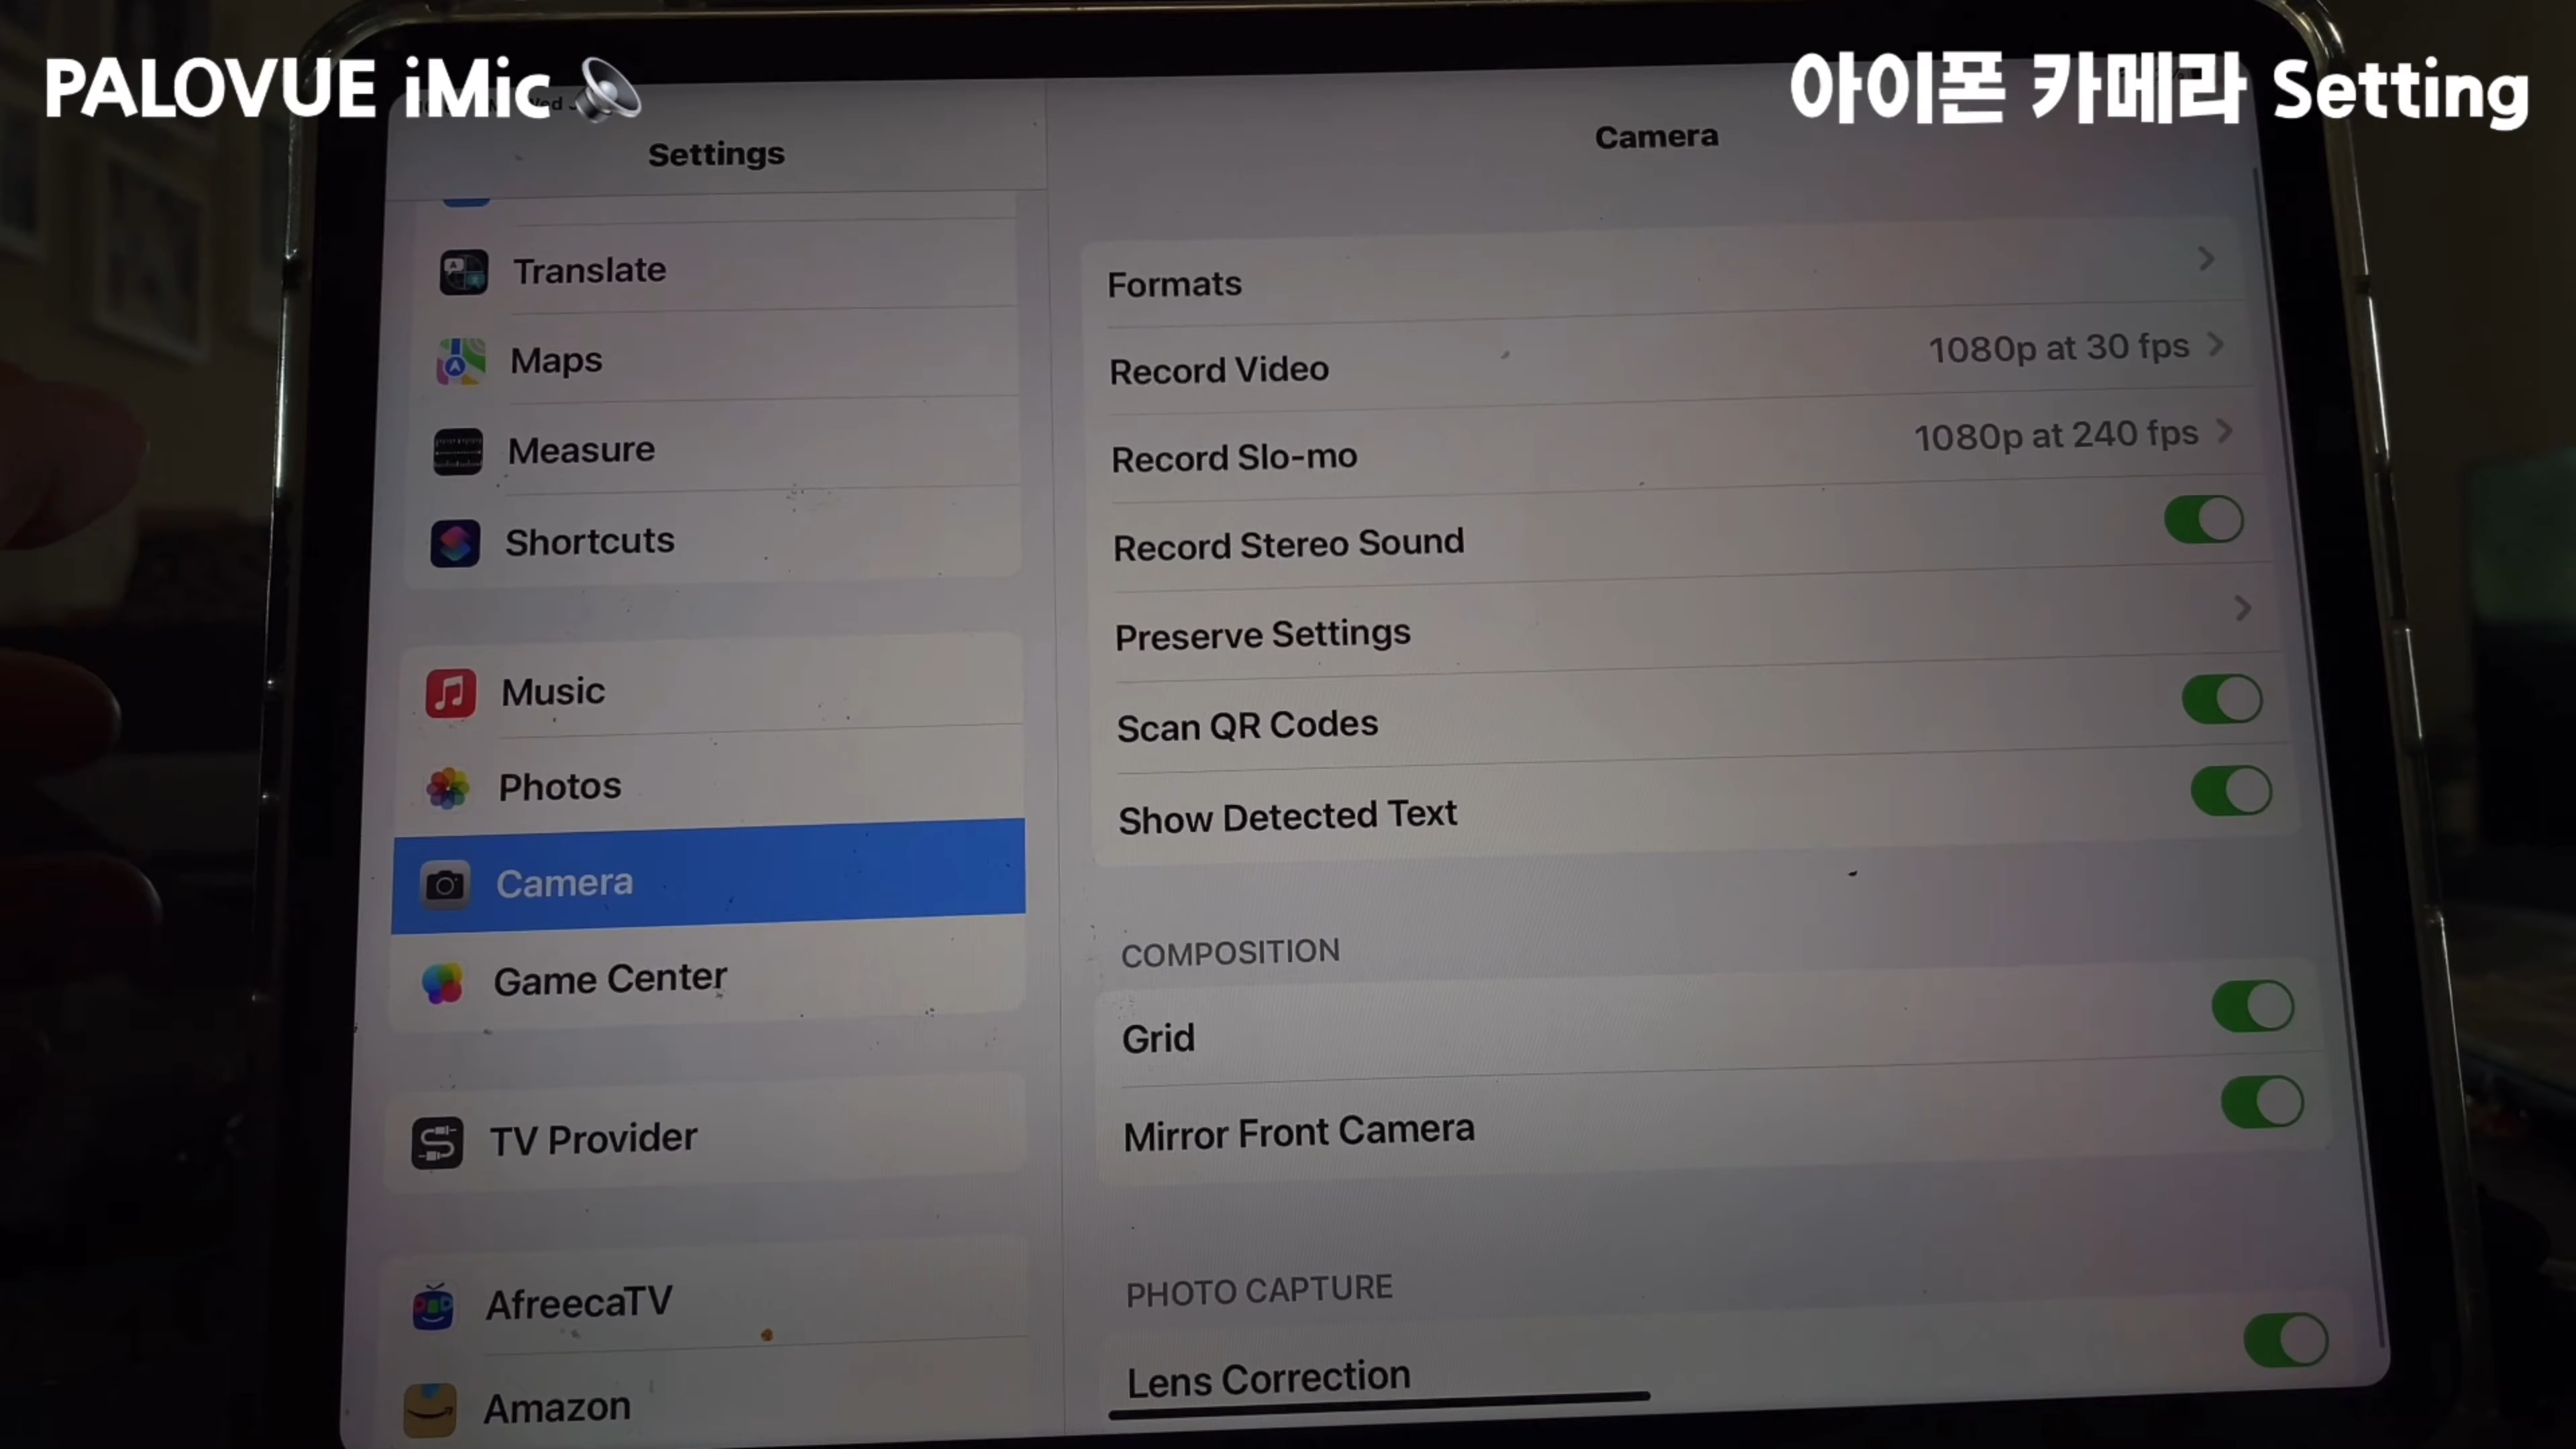 PALOVUE iMic
아이폰 카메라 Setting
Settings
Translate
Maps
Measure
Shortcuts
Music
Photos
Camera
Game Center
TV Provider
AfreecaTV
Amazon
Camera
Formats
Record Video
1080p at 30 fps
Record Slo-mo
1080p at 240 fps
Record Stereo Sound
Preserve Settings
Scan QR Codes
Show Detected Text
COMPOSITION
Grid
Mirror Front Camera
PHOTO CAPTURE
Lens Correction